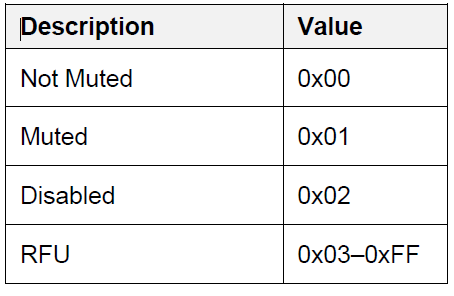 Description Value
Not Muted 0x00
Muted 0x01
Disabled 0x02
RFU 0x03–0xFF